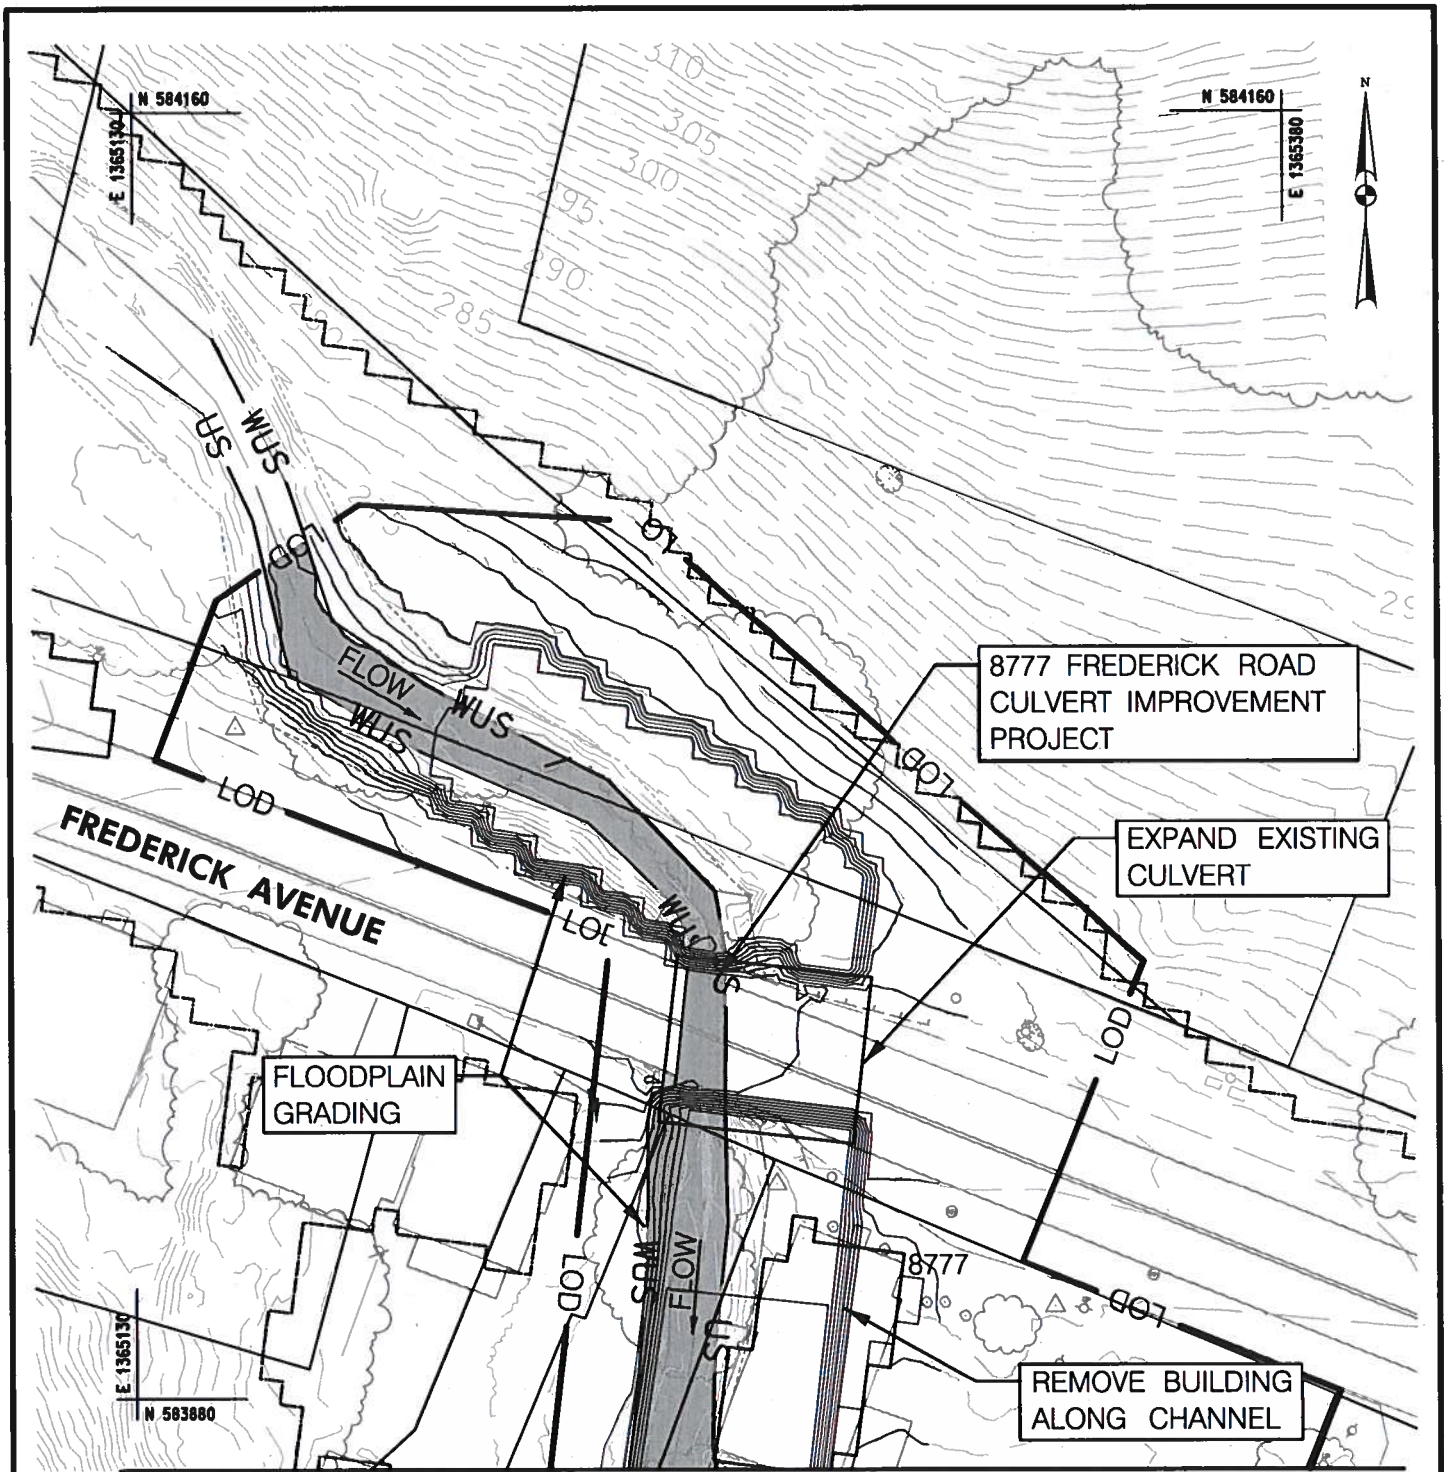 310
N 584160
N 584160
N
E 1365130
E 1365380
305
300
295
290
285
280
US
WUS
LOD
8777 FREDERICK ROAD
CULVERT IMPROVEMENT
PROJECT
FLOW
WUS
WUS
LOD
LOD
EXPAND EXISTING
CULVERT
FREDERICK AVENUE
WUS
LOD
S
LOD
FLOODPLAIN
GRADING
8777
WUS
FLOW
LOD
LOD
US
E 1365130
N 583880
REMOVE BUILDING
ALONG CHANNEL